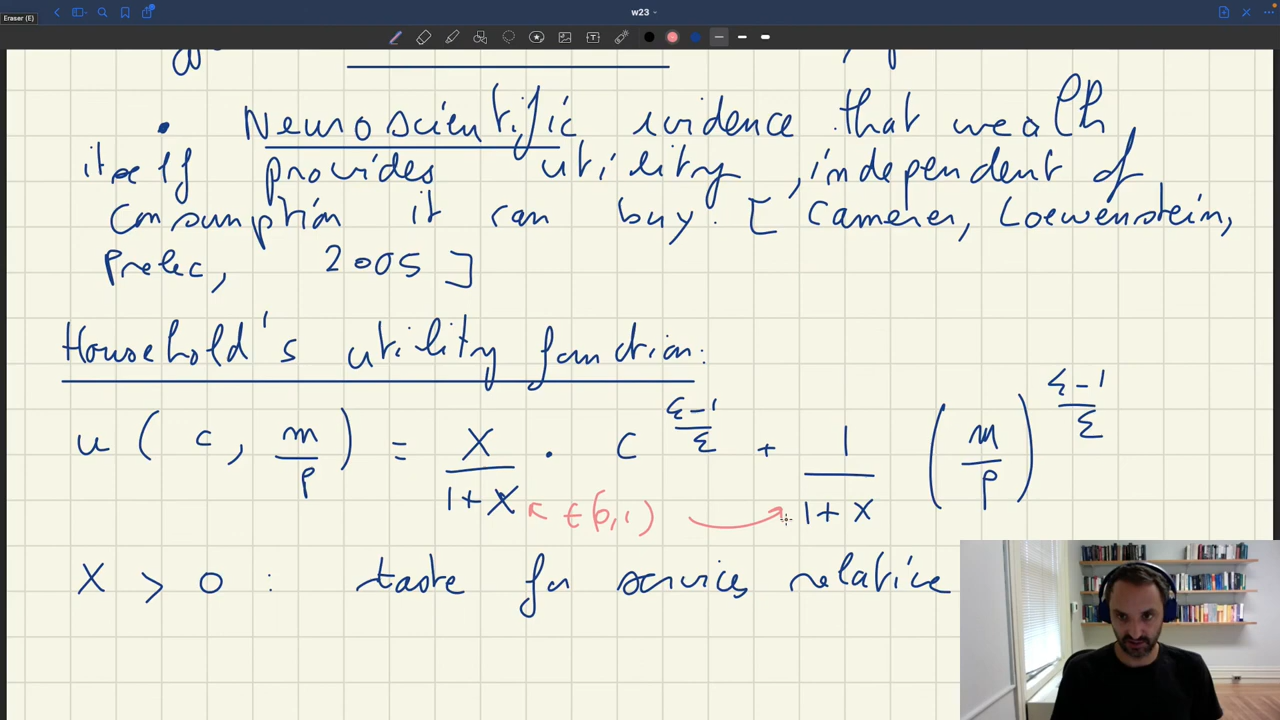 Eraser (E)
w23
Neuroscientific evidence that wealth
itself provides utility, independent of
consumption it can buy. [Camerer, Loewenstein,
Prelec, 2005]
Household's utility function:
u(c, m/p) = χ/(1+χ) · c^((ε-1)/ε) + 1/(1+χ) (m/p)^((ε-1)/ε)
∈(0,1)
χ > 0 : taste for services relative